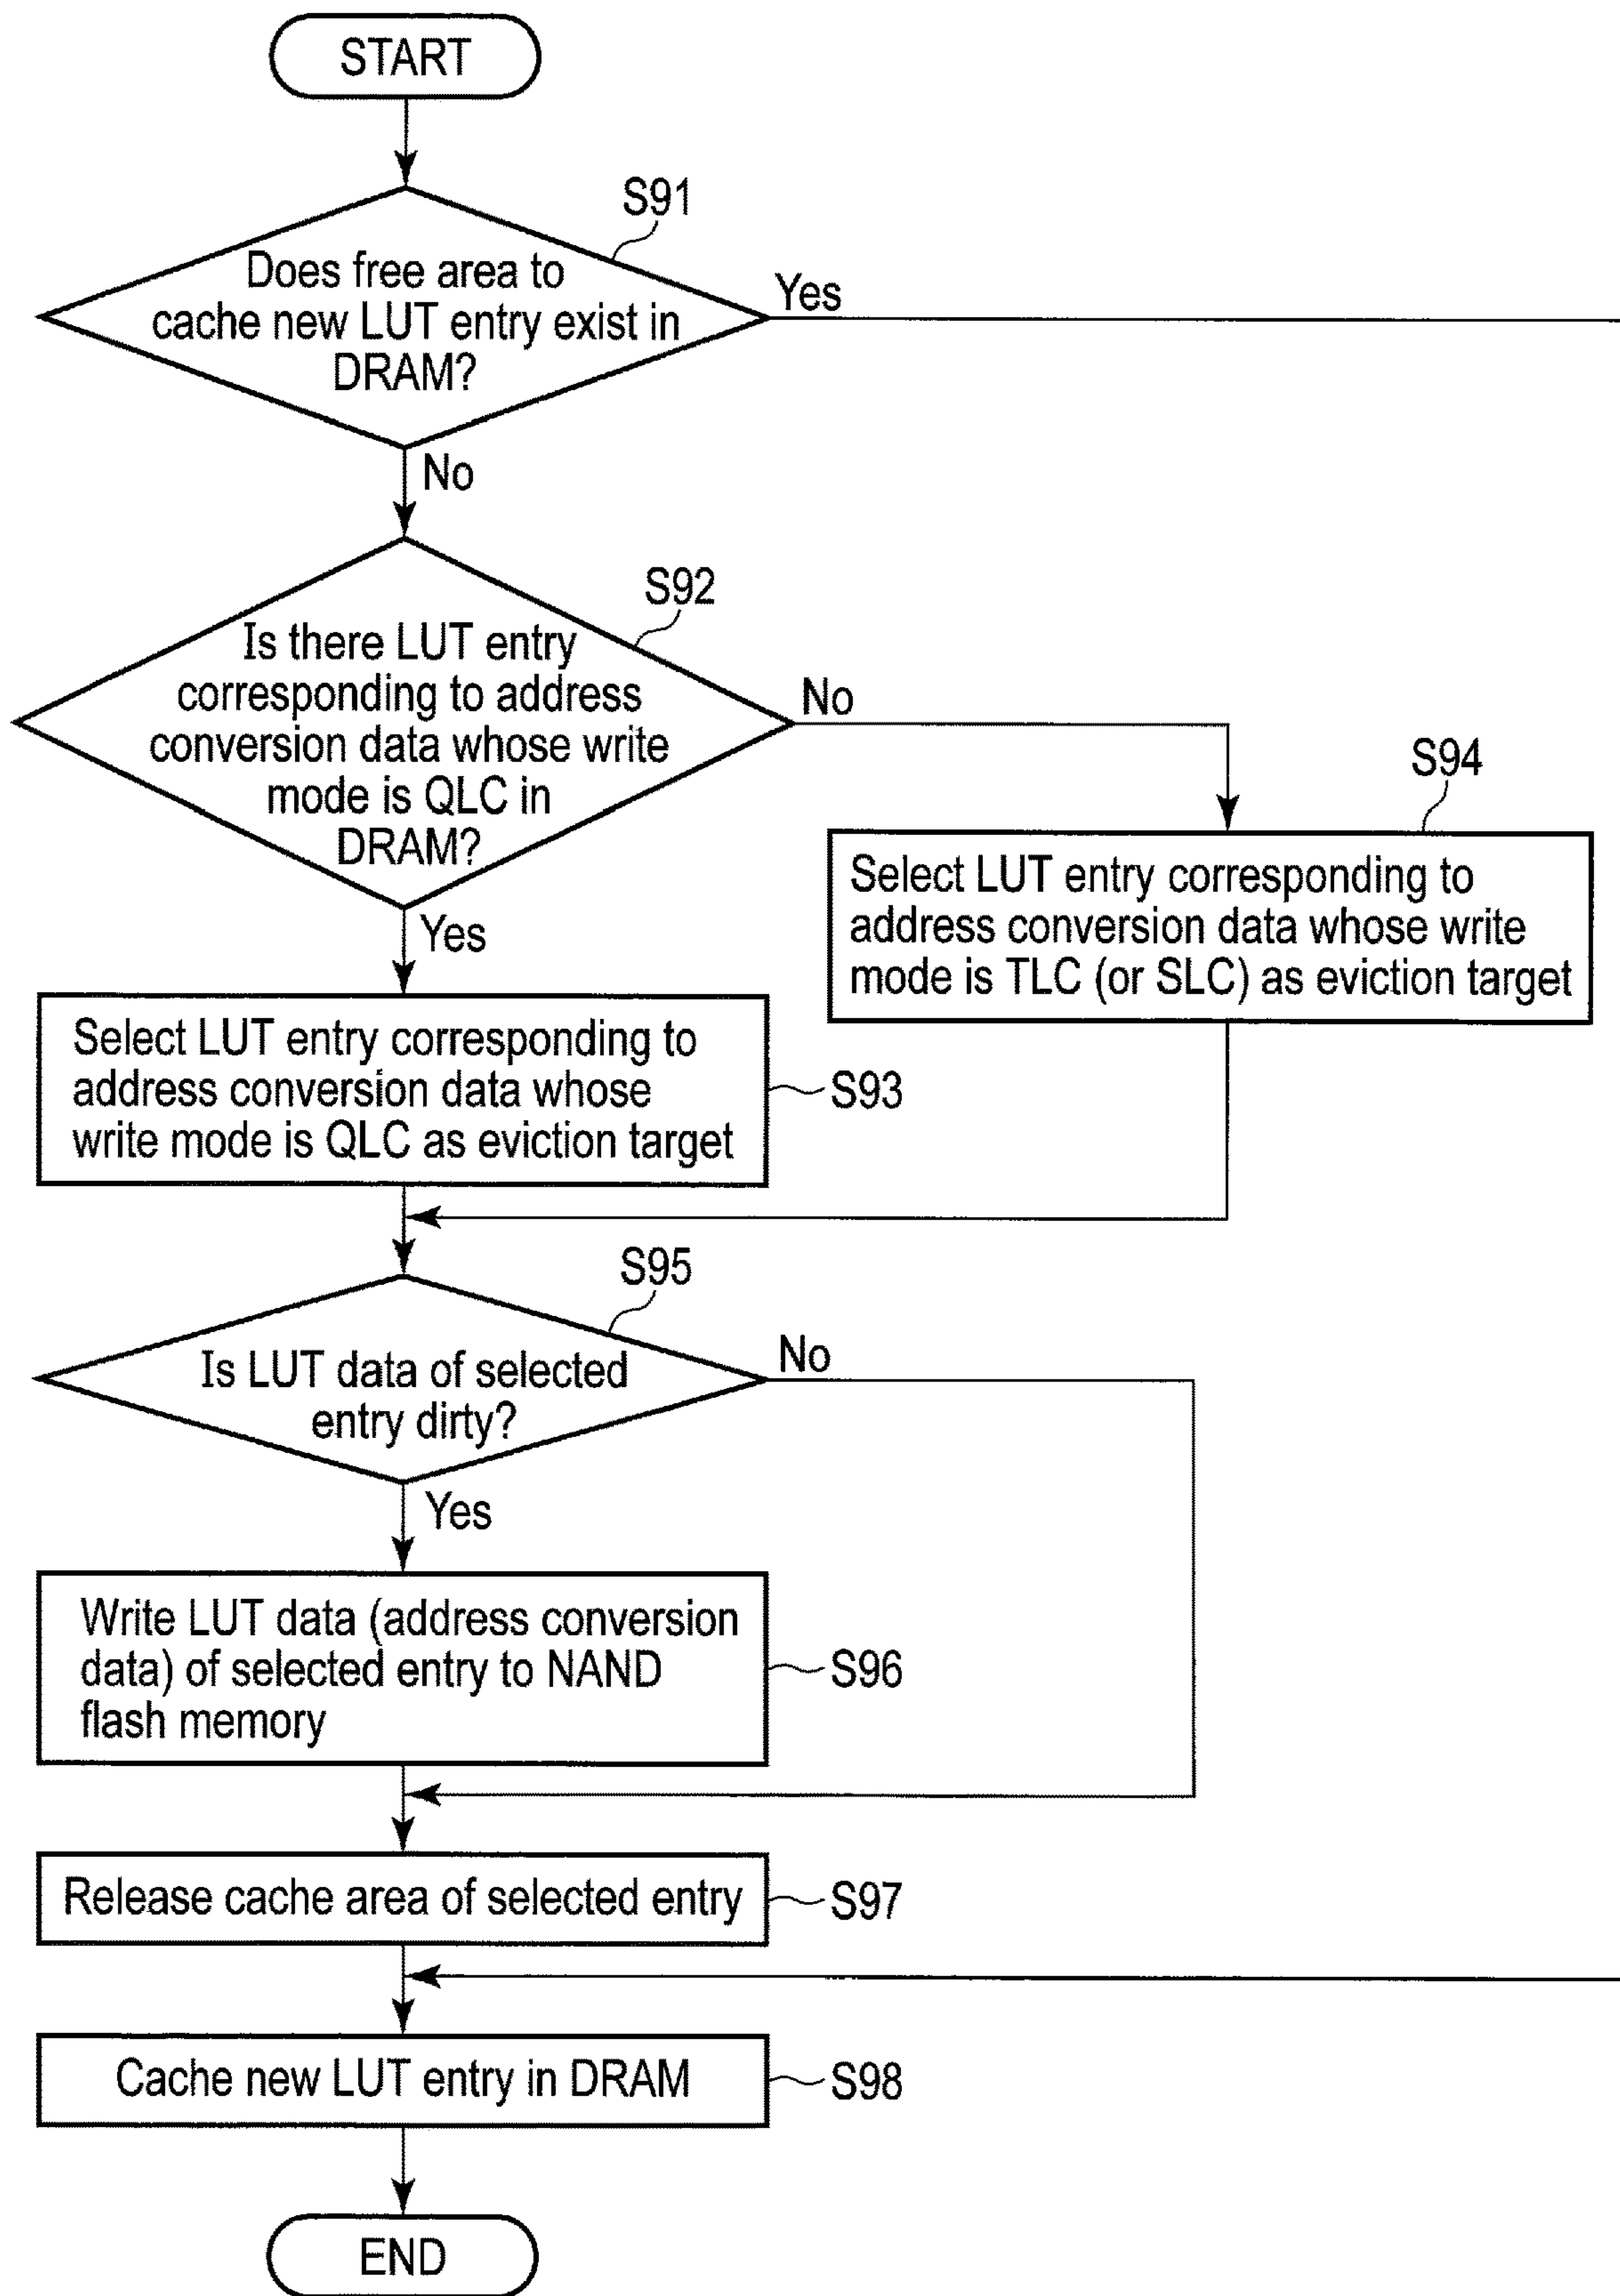 START
S91
Does free area to
cache new LUT entry exist in
DRAM?
Yes
No
S92
Is there LUT entry
corresponding to address
conversion data whose write
mode is QLC in
DRAM?
No
Yes
S94
Select LUT entry corresponding to
address conversion data whose write
mode is TLC (or SLC) as eviction target
Select LUT entry corresponding to
address conversion data whose
write mode is QLC as eviction target
S93
S95
Is LUT data of selected
entry dirty?
No
Yes
Write LUT data (address conversion
data) of selected entry to NAND
flash memory
S96
Release cache area of selected entry
S97
Cache new LUT entry in DRAM
S98
END